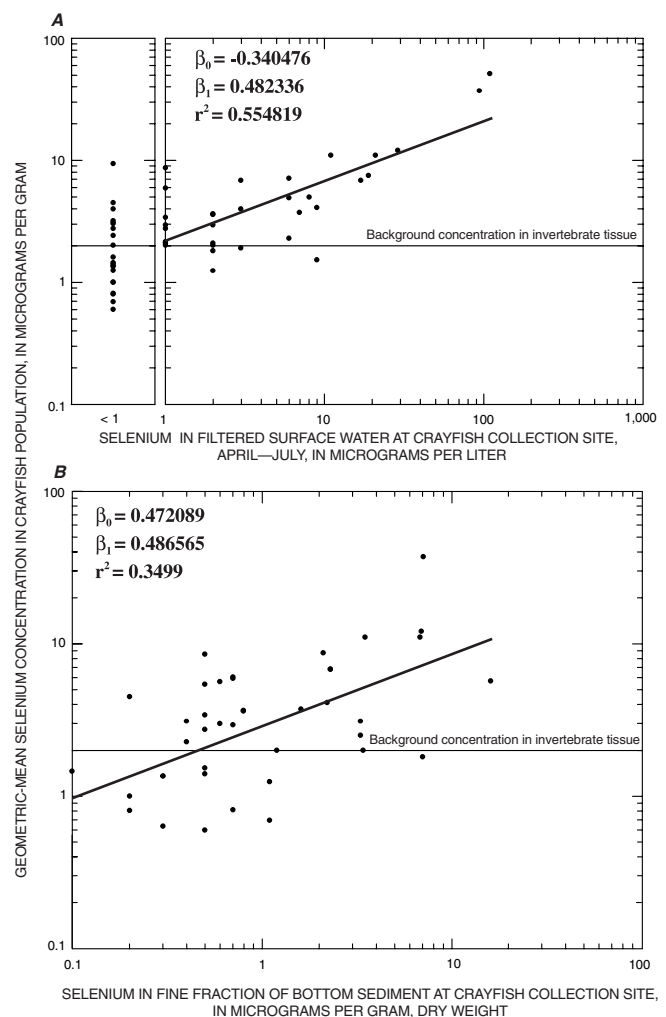 A
100
10
1
0.1
β0 = -0.340476
β1 = 0.482336
r2 = 0.554819
Background concentration in invertebrate tissue
< 1
1
10
100
1,000
SELENIUM IN FILTERED SURFACE WATER AT CRAYFISH COLLECTION SITE,
APRIL—JULY, IN MICROGRAMS PER LITER
GEOMETRIC-MEAN SELENIUM CONCENTRATION IN CRAYFISH POPULATION, IN MICROGRAMS PER GRAM
B
100
10
1
0.1
β0 = 0.472089
β1 = 0.486565
r2 = 0.3499
Background concentration in invertebrate tissue
0.1
1
10
100
SELENIUM IN FINE FRACTION OF BOTTOM SEDIMENT AT CRAYFISH COLLECTION SITE,
IN MICROGRAMS PER GRAM, DRY WEIGHT